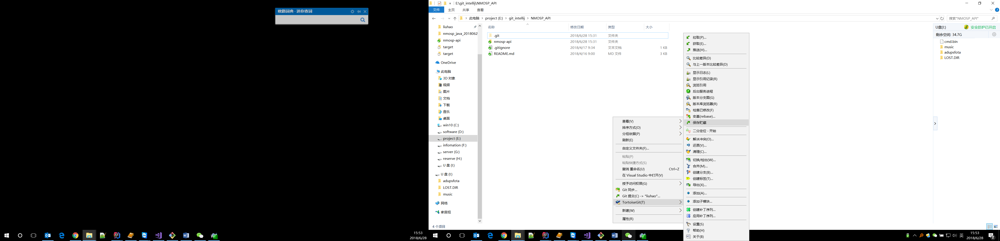 欧路词典 - 迷你查词
15:53
2018/6/28
E:\git_intellij\NMOSP_API
文件
主页
共享
查看
此电脑
project (E:)
git_intellij
NMOSP_API
搜索"NMOSP_API"
liuhao
nmosp_java_2018062
nmosp-api
target
target
OneDrive
此电脑
3D 对象
视频
图片
文档
下载
音乐
桌面
win10 (C:)
software (D:)
project (E:)
infomation (F:)
server (G:)
reserve (H:)
U 盘 (I:)
U 盘 (I:)
adupsfota
LOST.DIR
music
网络
家庭组
名称 修改日期 类型 大小
.git 2018/6/28 15:31 文件夹
nmosp-api 2018/6/28 15:31 文件夹
.gitignore 2018/4/17 9:34 文本文档 1 KB
README.md 2018/4/16 9:00 MD 文件 3 KB
4 个项目
查看(V)
排序方式(O)
分组依据(P)
刷新(E)
自定义文件夹(F)...
粘贴(P)
粘贴快捷方式(S)
撤消 重命名(U) Ctrl+Z
在 Visual Studio 中打开(V)
授予访问权限(G)
Git 同步...
Git 提交(C) -> "liuhao"...
TortoiseGit(T)
新建(W)
属性(R)
拉取(P)...
获取(E)...
推送(H)...
比较差异(D)
与上一版本比较差异(D)
显示日志(L)
显示引用记录(R)
浏览引用
后台服务进程
版本分支图(G)
版本库浏览器(R)
检查已修改(F)
变基(rebase)...
保存贮藏
二分定位 - 开始
解决冲突(O)...
还原(V)...
清理(C)...
切换/检出(W)...
合并(M)...
创建分支(B)...
创建标签(T)...
导出(X)...
添加(A)...
添加子模块...
创建补丁序列...
应用补丁序列...
设置(S)
帮助(H)
关于(B)
U盘(I:) 安全防护已开启
剩余空间: 34.7G
cmd.bin
music
adupsfota
LOST.DIR
英
15:53
2018/6/28
2